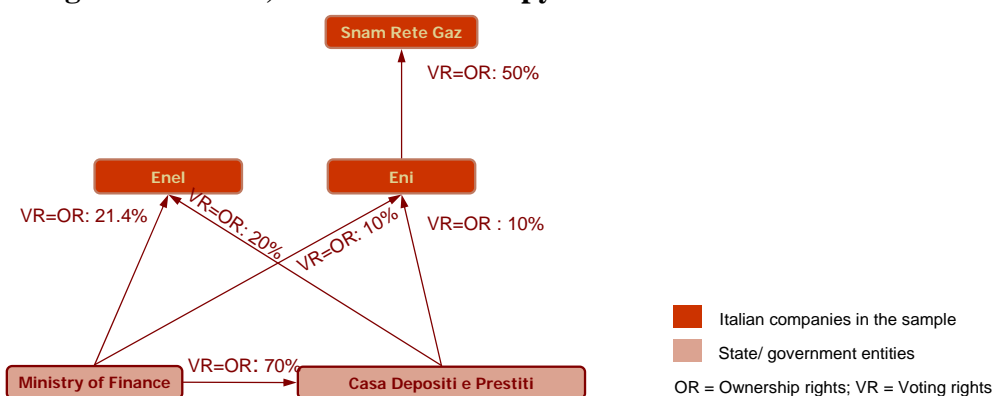 Snam Rete Gaz
VR=OR: 50%
Enel
Eni
VR=OR: 21.4%
VR=OR: 20%
VR=OR: 10%
VR=OR : 10%
Italian companies in the sample
State/ government entities
VR=OR: 70%
Ministry of Finance
Casa Depositi e Prestiti
OR = Ownership rights; VR = Voting rights